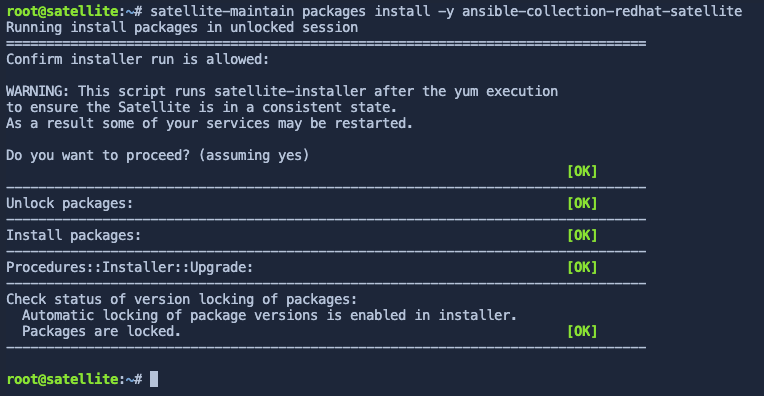 root@satellite:~# satellite-maintain packages install -y ansible-collection-redhat-satellite
Running install packages in unlocked session
================================================================================
Confirm installer run is allowed:
WARNING: This script runs satellite-installer after the yum execution
to ensure the Satellite is in a consistent state.
As a result some of your services may be restarted.
Do you want to proceed? (assuming yes)
[OK]
--------------------------------------------------------------------------------
Unlock packages: [OK]
--------------------------------------------------------------------------------
Install packages: [OK]
--------------------------------------------------------------------------------
Procedures::Installer::Upgrade: [OK]
--------------------------------------------------------------------------------
Check status of version locking of packages:
Automatic locking of package versions is enabled in installer.
Packages are locked. [OK]
--------------------------------------------------------------------------------
root@satellite:~#